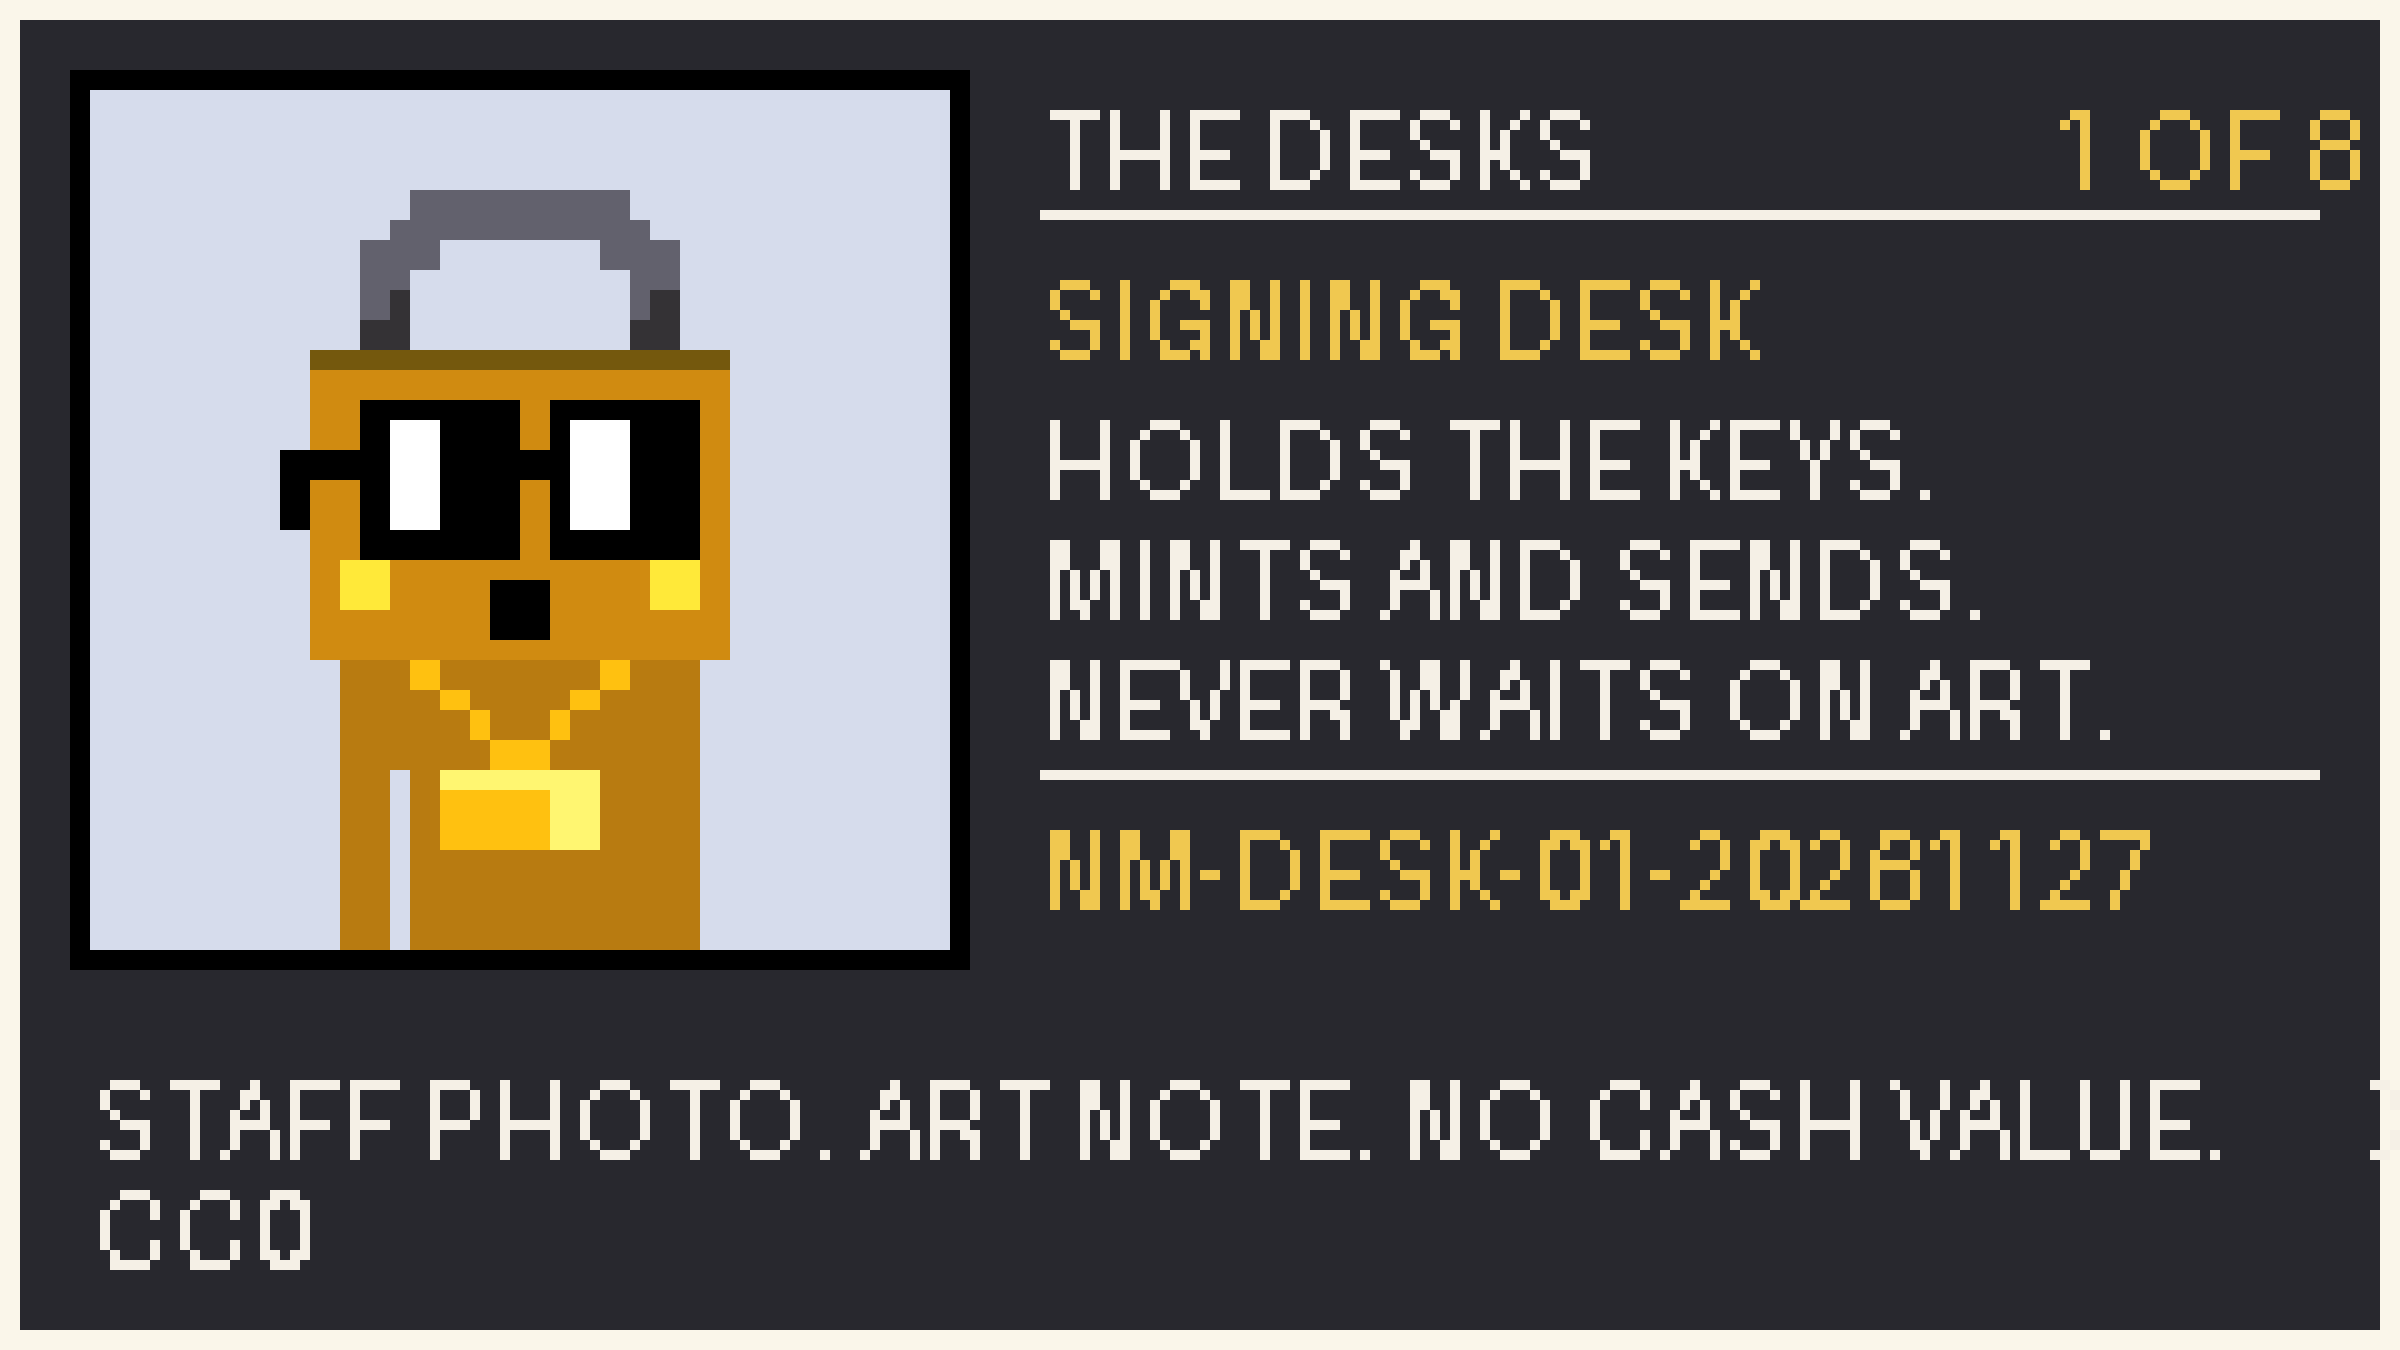 THE DESKS 1 OF 8
SIGNING DESK
HOLDS THE KEYS.
MINTS AND SENDS.
NEVER WAITS ON ART.
NM-DESK-01-20281127
STAFF PHOTO. ART NOTE. NO CASH VALUE.
CC0